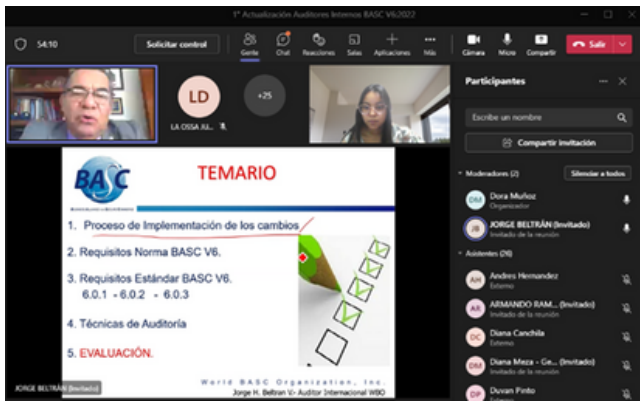 1° Actualización Auditores Internos BASC V6:2022
54:10
Solicitar control
Gente
Chat
Reacciones
Salas
Aplicaciones
Más
Cámara
Micro
Compartir
Salir
LD
LA OSSA JU...
+25
BASC
TEMARIO
1. Proceso de Implementación de los cambios
2. Requisitos Norma BASC V6.
3. Requisitos Estándar BASC V6.
6.0.1 - 6.0.2 - 6.0.3
4. Técnicas de Auditoría
5. EVALUACIÓN.
World BASC Organization, Inc.
Jorge H. Beltran V.- Auditor Internacional WBO
JORGE BELTRÁN (Invitado)
Participantes
Escribe un nombre
Compartir invitación
Moderadores (2)
Silenciar a todos
DM
Dora Muñoz
Organizador
JB
JORGE BELTRÁN (Invitado)
Invitado de la reunión
Asistentes (26)
AH
Andres Hernandez
Externo
AR
ARMANDO RAM... (Invitado)
Invitado de la reunión
DC
Diana Canchila
Externo
DM
Diana Meza - Ge... (Invitado)
Invitado de la reunión
DP
Duvan Pinto
Externo